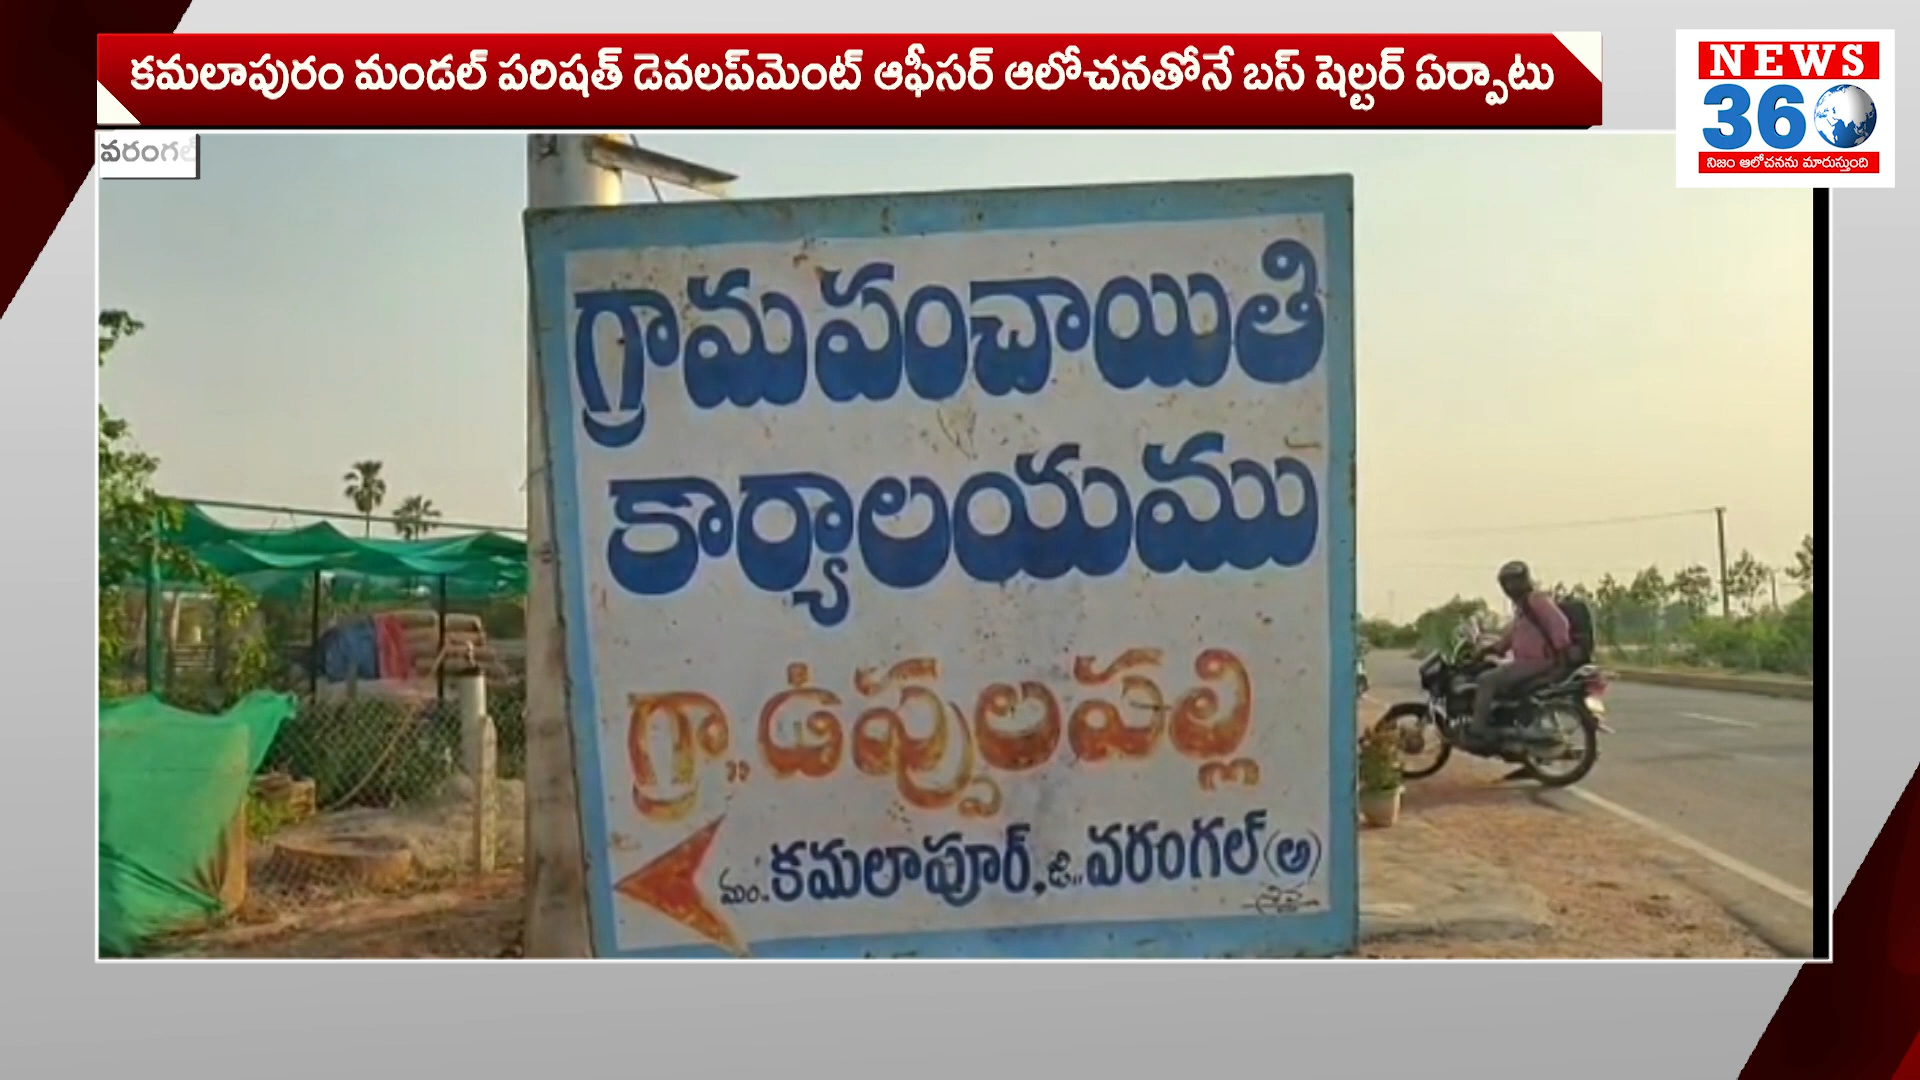 కమలాపురం మండల్ పరిషత్ డెవలప్‌మెంట్ ఆఫీసర్ ఆలోచనతోనే బస్ షెల్టర్ ఏర్పాటు
NEWS
360
నిజం ఆలోచనను మారుస్తుంది
వరంగల్
గ్రామపంచాయితి
కార్యాలయము
గ్రా,, ఉప్పులపల్లి
మం,, కమలాపూర్, జి,, వరంగల్ (అ)